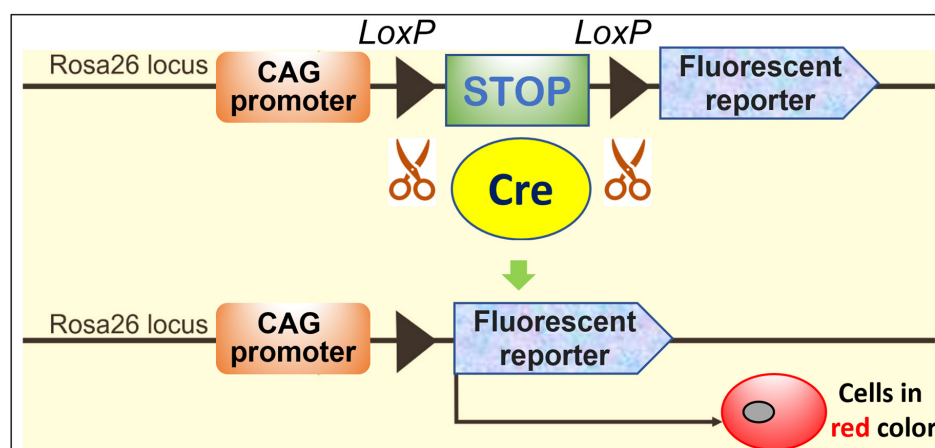 LoxP LoxP
Rosa26 locus CAG promoter STOP Fluorescent reporter
Cre
Rosa26 locus CAG promoter Fluorescent reporter
Cells in
red color